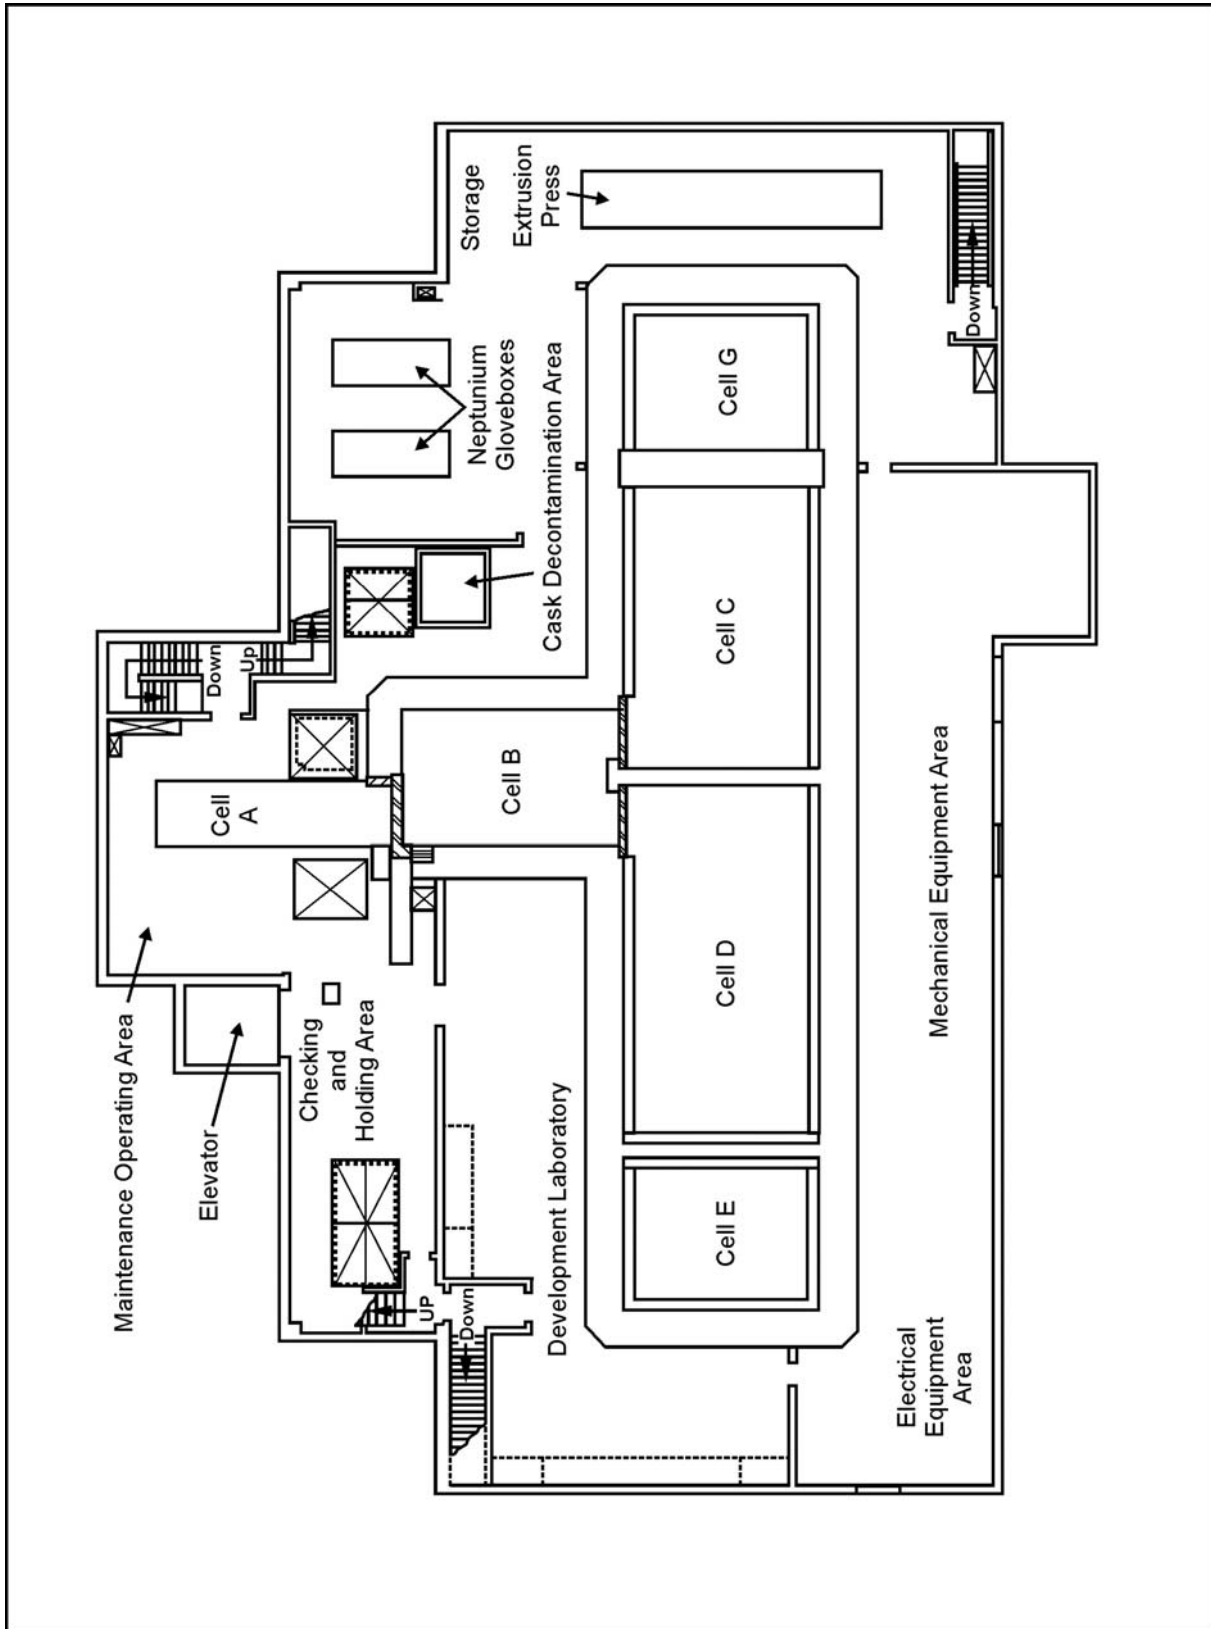 Maintenance Operating Area
Elevator
Checking
and
Holding Area
UP
Down
Development Laboratory
Electrical
Equipment
Area
Mechanical Equipment Area
Cell
A
Cell B
Cell C
Cell D
Cell E
Cell G
Down
Up
Cask Decontamination Area
Neptunium
Gloveboxes
Storage
Extrusion
Press
Down